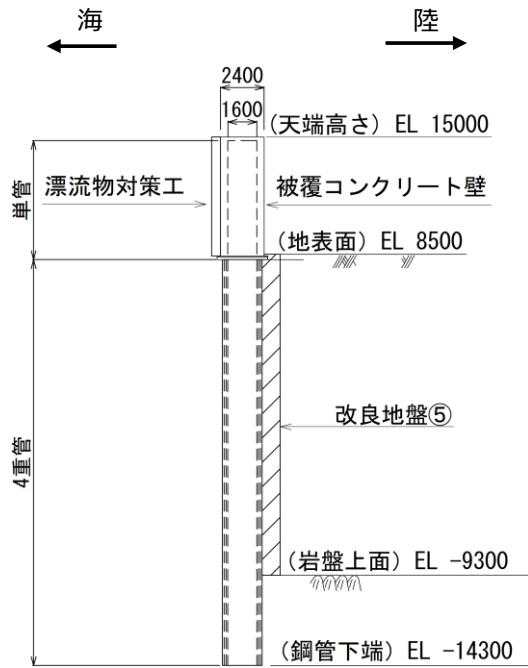 海
陸
2400
1600
(天端高さ) EL 15000
単管
漂流物対策工
被覆コンクリート壁
(地表面) EL 8500
4重管
改良地盤⑤
(岩盤上面) EL -9300
(鋼管下端) EL -14300